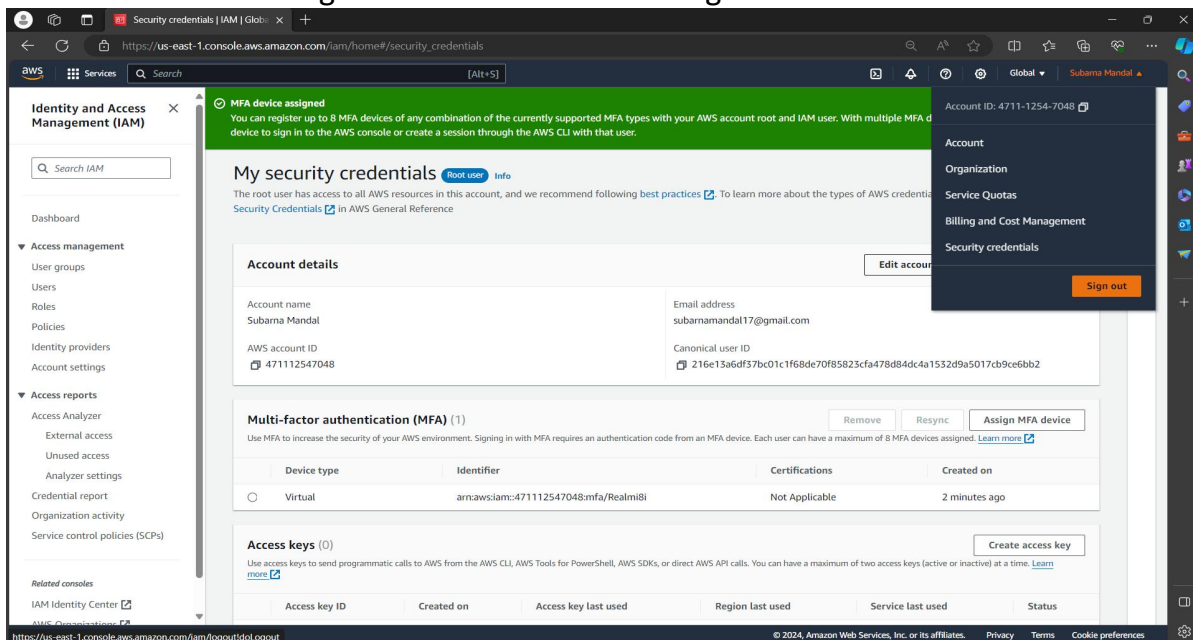 Security credentials | IAM | Globa
https://us-east-1.console.aws.amazon.com/iam/home#/security_credentials
aws Services Search [Alt+S] Global Subarna Mandal
Identity and Access Management (IAM)
Search IAM
Dashboard
Access management
User groups
Users
Roles
Policies
Identity providers
Account settings
Access reports
Access Analyzer
External access
Unused access
Analyzer settings
Credential report
Organization activity
Service control policies (SCPs)
Related consoles
IAM Identity Center
AWS Organizations
MFA device assigned
You can register up to 8 MFA devices of any combination of the currently supported MFA types with your AWS account root and IAM user. With multiple MFA d
device to sign in to the AWS console or create a session through the AWS CLI with that user.
My security credentials Root user Info
The root user has access to all AWS resources in this account, and we recommend following best practices. To learn more about the types of AWS credentia
Security Credentials in AWS General Reference
Account details Edit accour
Account name
Subarna Mandal
Email address
subarnamandal17@gmail.com
AWS account ID
471112547048
Canonical user ID
216e13a6df37bc01c1f68de70f85823cfa478d84dc4a1532d9a5017cb9ce6bb2
Multi-factor authentication (MFA) (1) Remove Resync Assign MFA device
Use MFA to increase the security of your AWS environment. Signing in with MFA requires an authentication code from an MFA device. Each user can have a maximum of 8 MFA devices assigned. Learn more
Device type Identifier Certifications Created on
Virtual arn:aws:iam::471112547048:mfa/Realmi8i Not Applicable 2 minutes ago
Access keys (0) Create access key
Use access keys to send programmatic calls to AWS from the AWS CLI, AWS Tools for PowerShell, AWS SDKs, or direct AWS API calls. You can have a maximum of two access keys (active or inactive) at a time. Learn
more
Access key ID Created on Access key last used Region last used Service last used Status
Account ID: 4711-1254-7048
Account
Organization
Service Quotas
Billing and Cost Management
Security credentials
Sign out
https://us-east-1.console.aws.amazon.com/iam/logout!doLogout
© 2024, Amazon Web Services, Inc. or its affiliates. Privacy Terms Cookie preferences